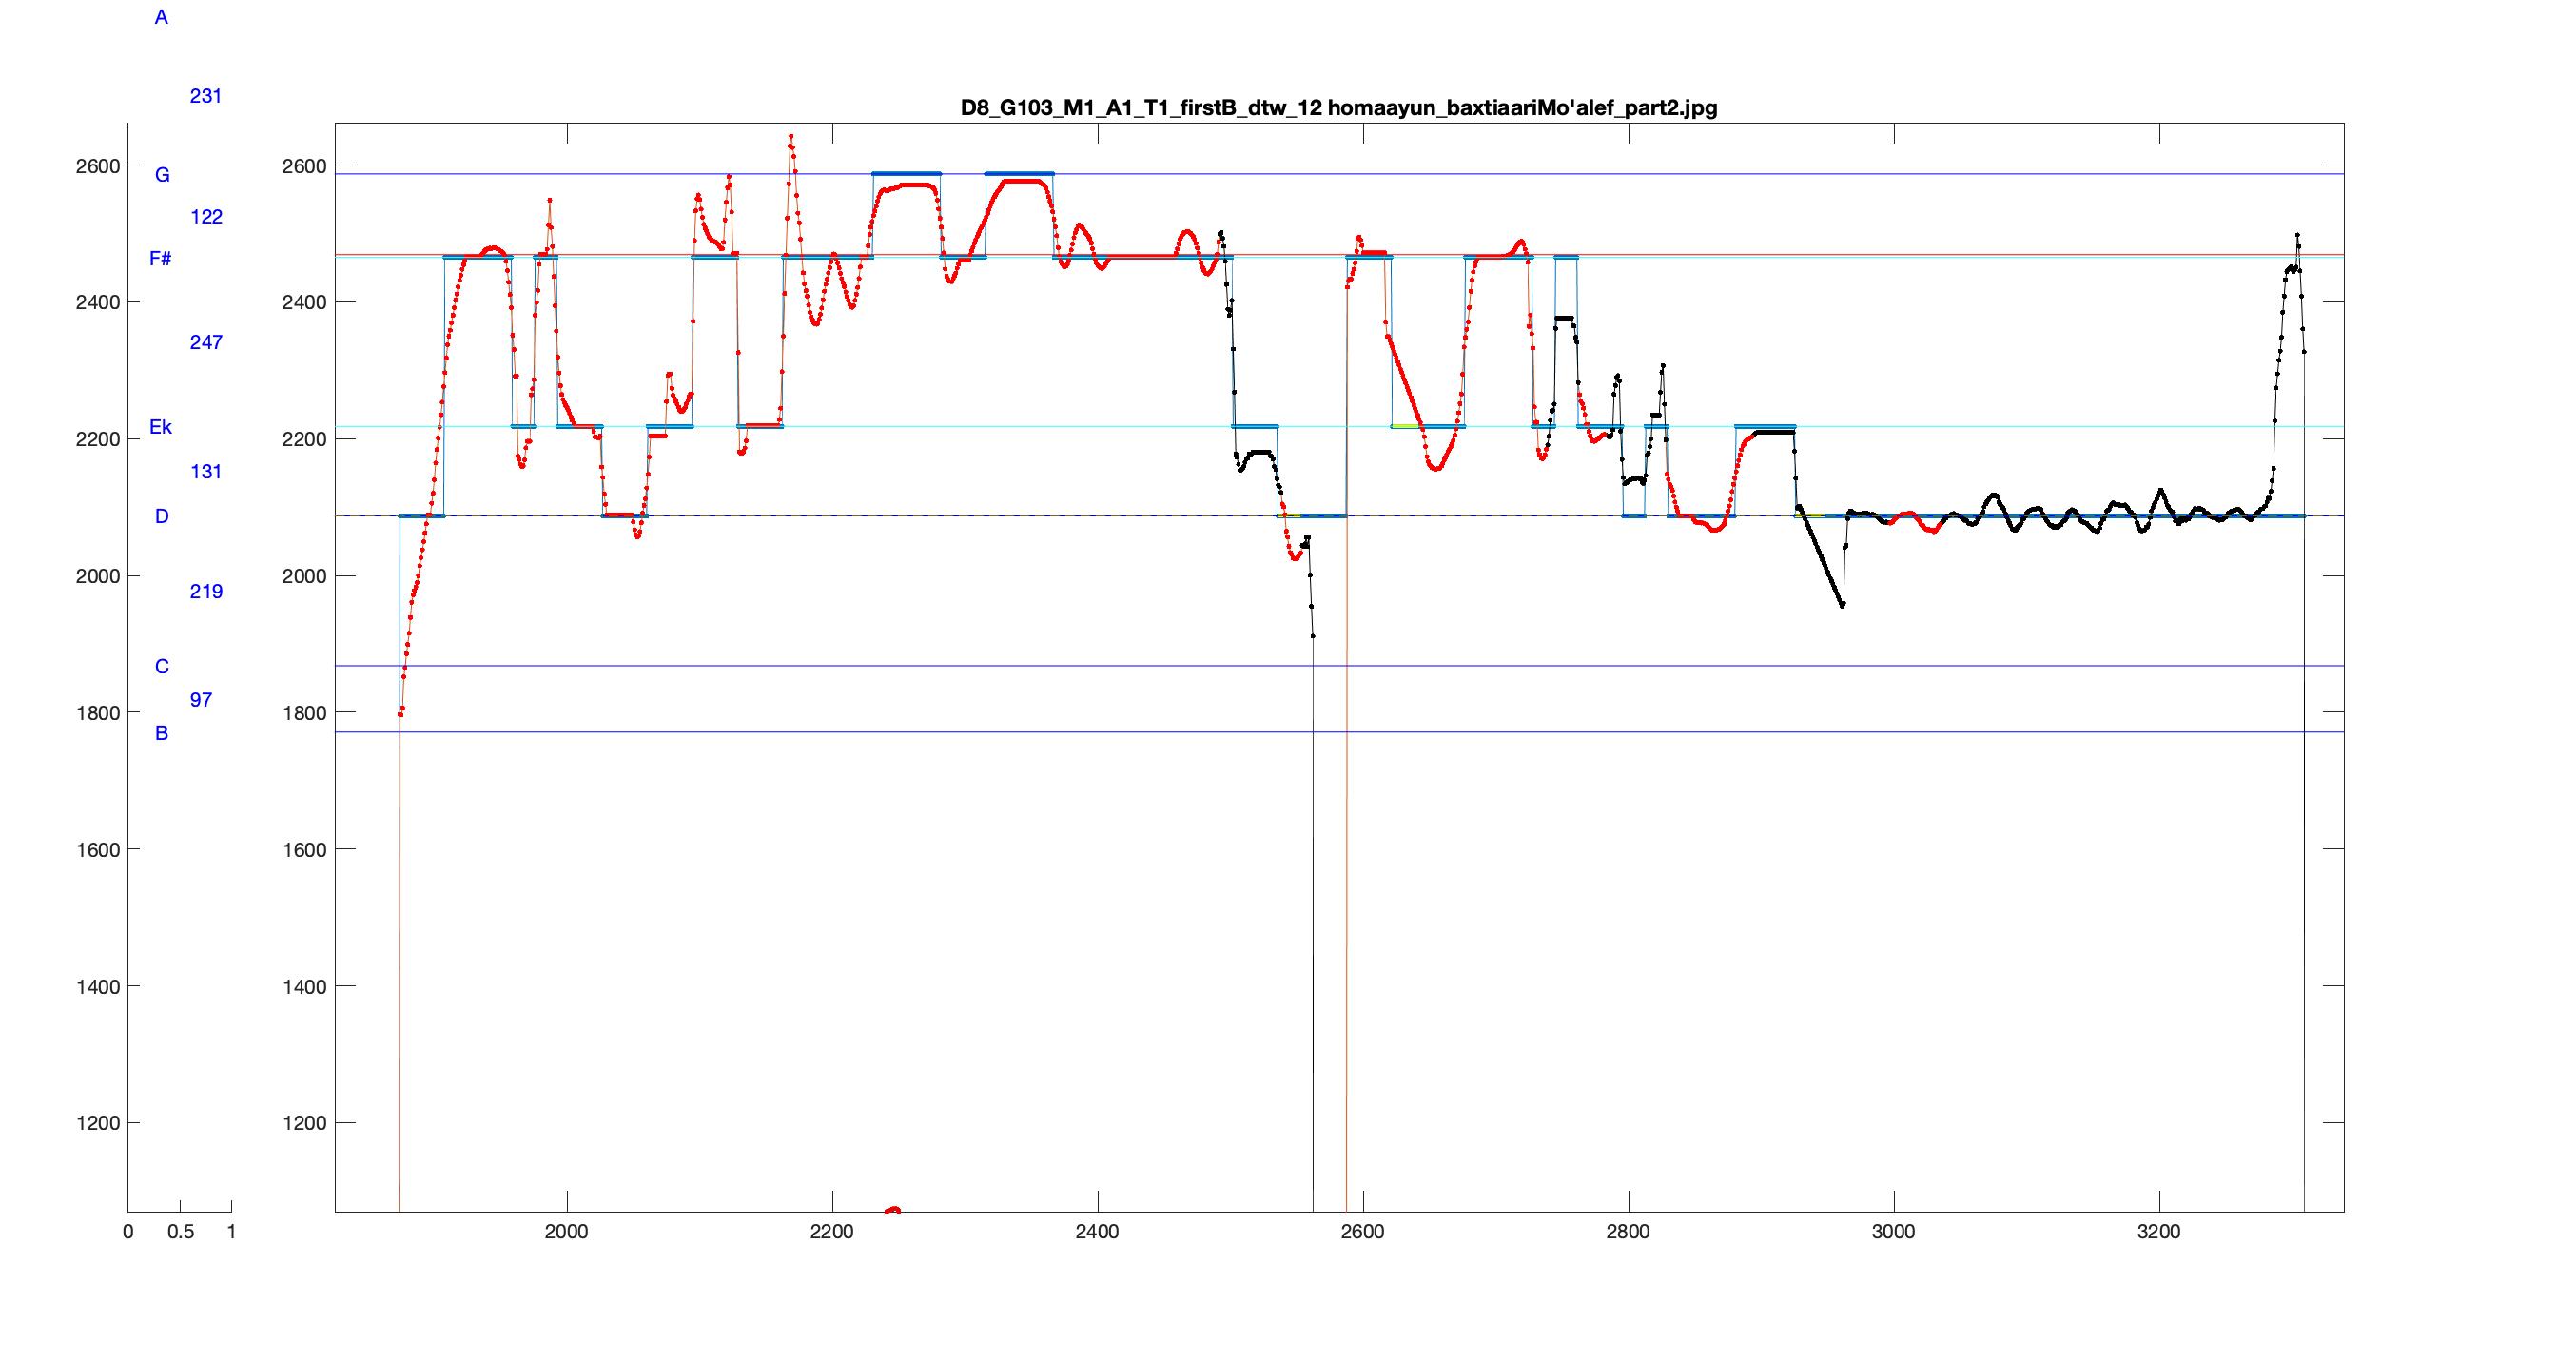 A
231
D8_G103_M1_A1_T1_firstB_dtw_12 homaayun_baxtiaariMo'alef_part2.jpg
2600 G 2600
122
F#
2400 2400
247
2200 Ek 2200
131
D
2000 2000
219
C
97
1800 1800
B
1600 1600
1400 1400
1200 1200
0 0.5 1 2000 2200 2400 2600 2800 3000 3200